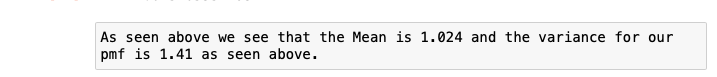 As seen above we see that the Mean is 1.024 and the variance for our
pmf is 1.41 as seen above.